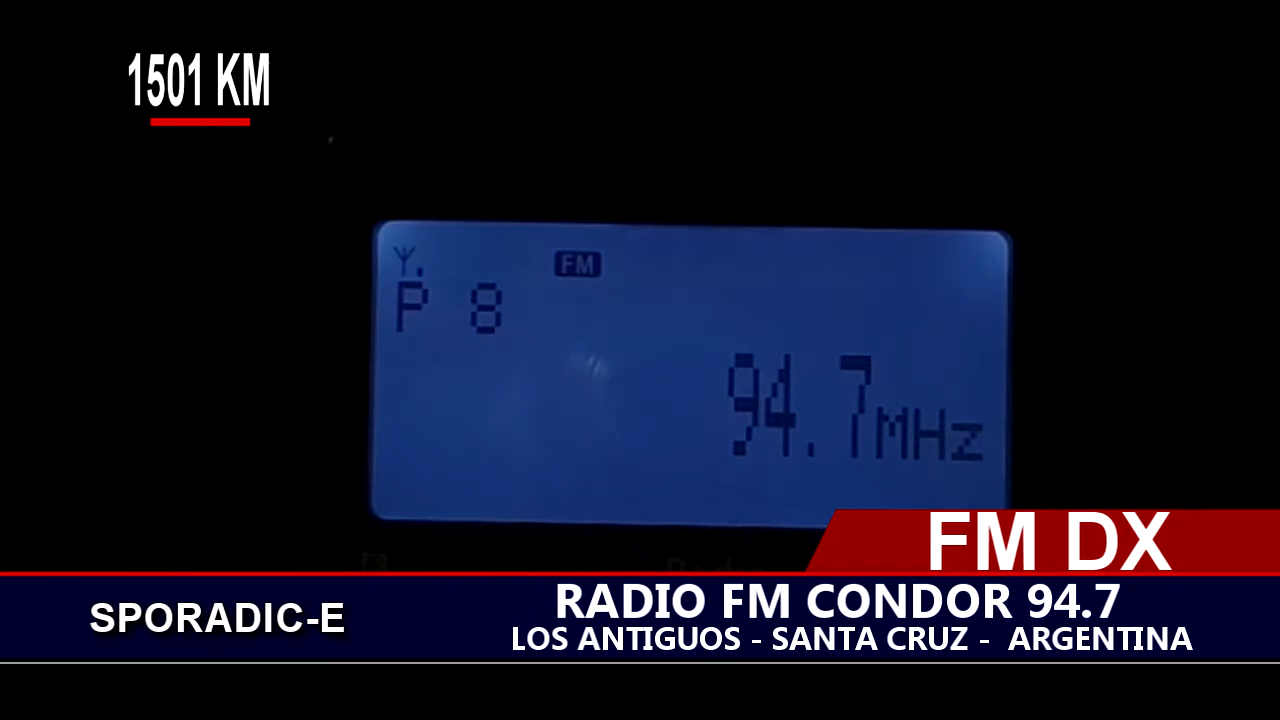 1501 KM
FM
P 8
94.7MHz
FM DX
SPORADIC-E
RADIO FM CONDOR 94.7
LOS ANTIGUOS - SANTA CRUZ - ARGENTINA